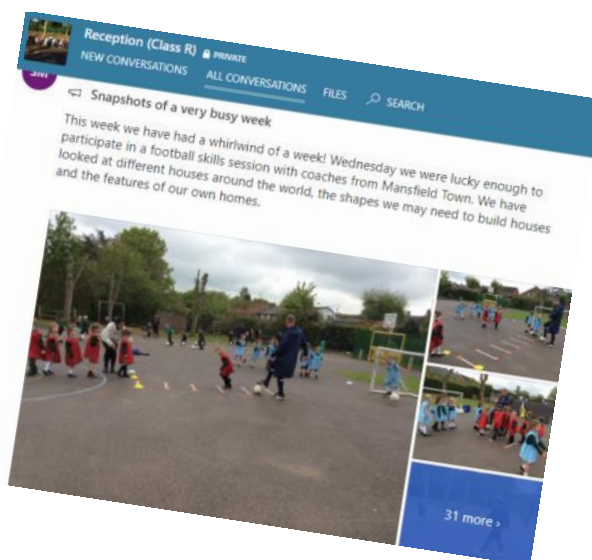 Reception (Class R) PRIVATE
NEW CONVERSATIONS ALL CONVERSATIONS FILES SEARCH
SM
Snapshots of a very busy week
This week we have had a whirlwind of a week! Wednesday we were lucky enough to
participate in a football skills session with coaches from Mansfield Town. We have
looked at different houses around the world, the shapes we may need to build houses
and the features of our own homes.
31 more ›